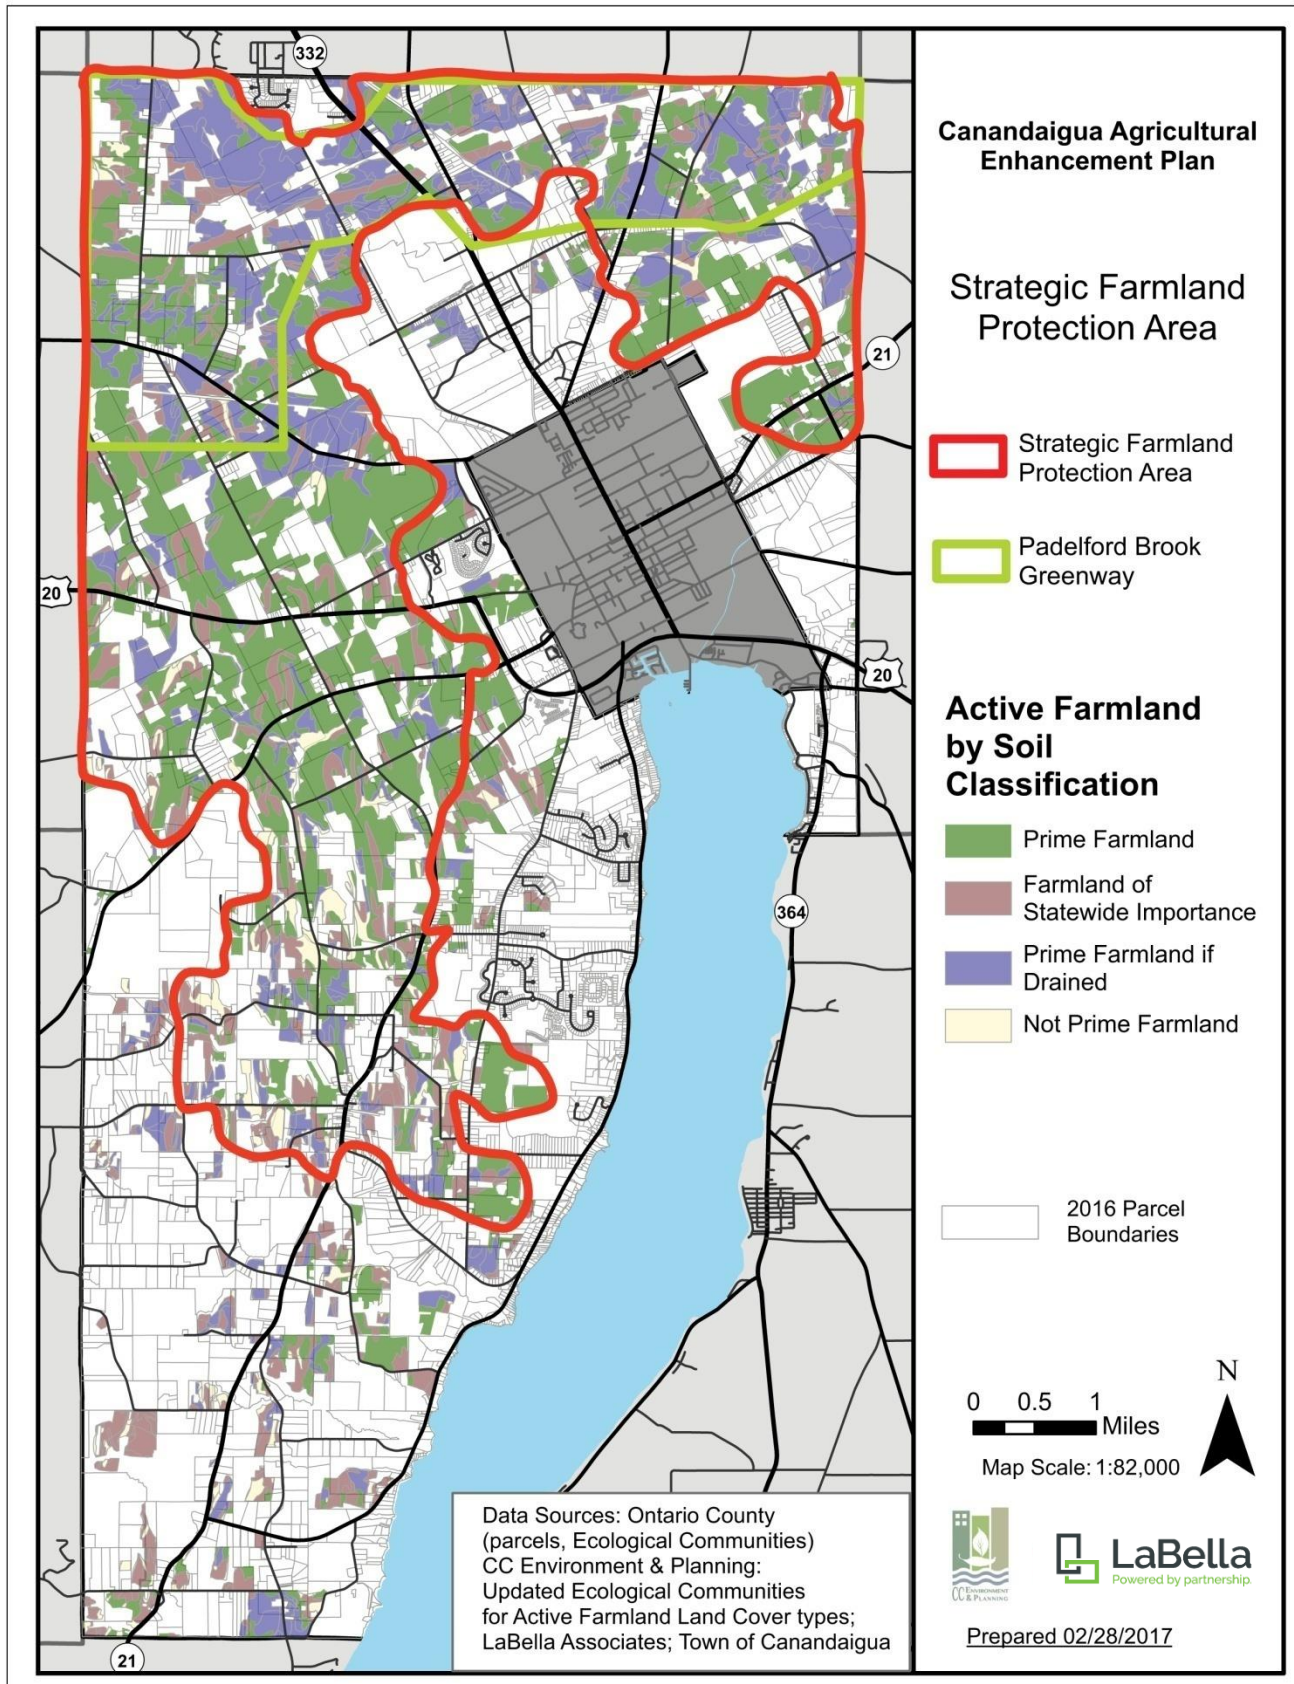 332
Canandaigua Agricultural
Enhancement Plan
Strategic Farmland
Protection Area
21
Strategic Farmland
Protection Area
Padelford Brook
Greenway
20
20
Active Farmland
by Soil
Classification
Prime Farmland
Farmland of
Statewide Importance
Prime Farmland if
Drained
Not Prime Farmland
364
2016 Parcel
Boundaries
N
0 0.5 1
Miles
Map Scale: 1:82,000
Data Sources: Ontario County
(parcels, Ecological Communities)
CC Environment & Planning:
Updated Ecological Communities
for Active Farmland Land Cover types;
LaBella Associates; Town of Canandaigua
CC ENVIRONMENT
& PLANNING
LaBella
Powered by partnership.
Prepared 02/28/2017
21